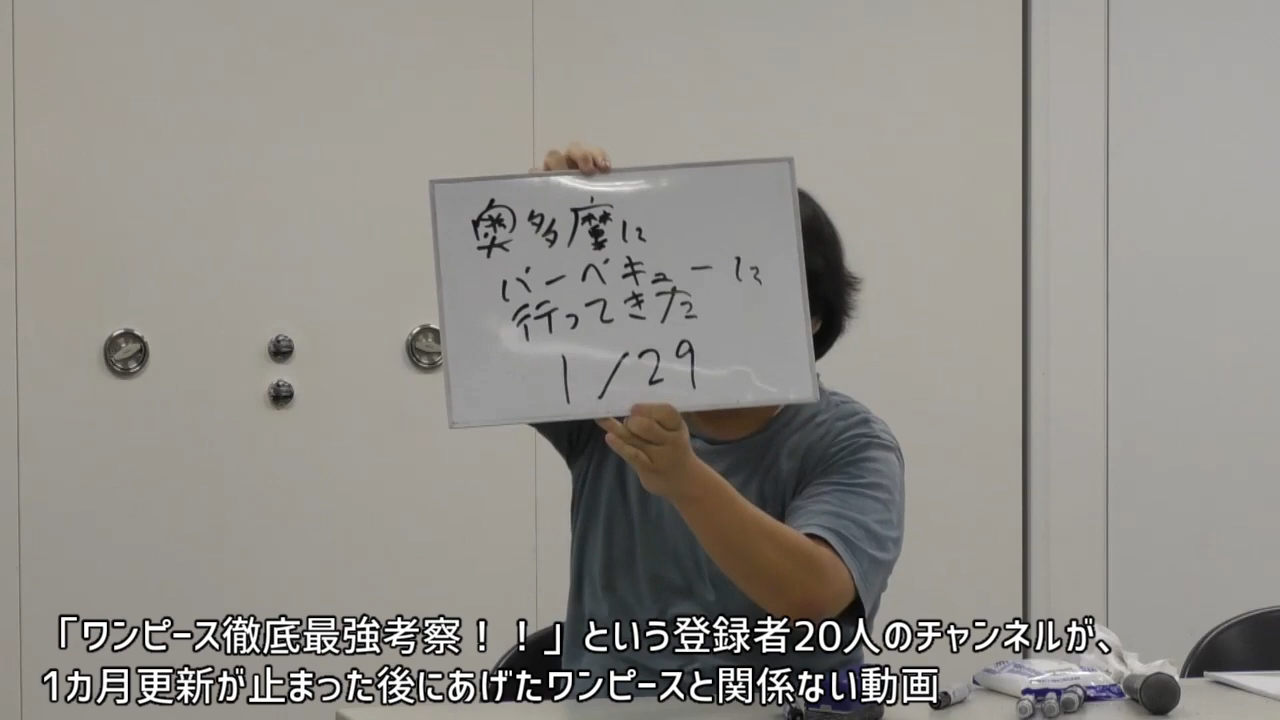 奥多摩に
バーベキューに
行ってきた
1/29
「ワンピース徹底最強考察！！」という登録者20人のチャンネルが、
1カ月更新が止まった後にあげたワンピースと関係ない動画